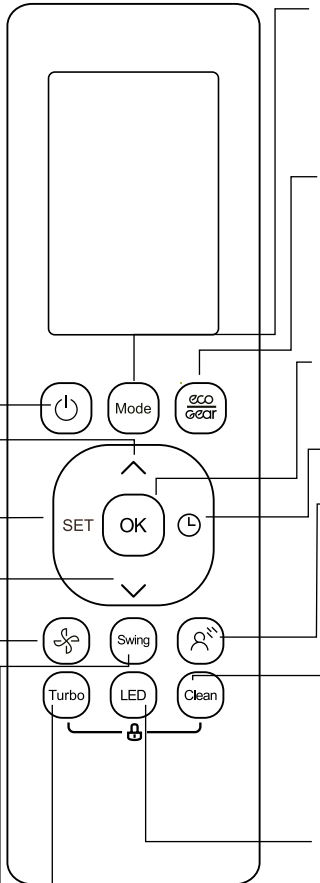 Mode
eco
Gear
SET
OK
Swing
Turbo
LED
Clean